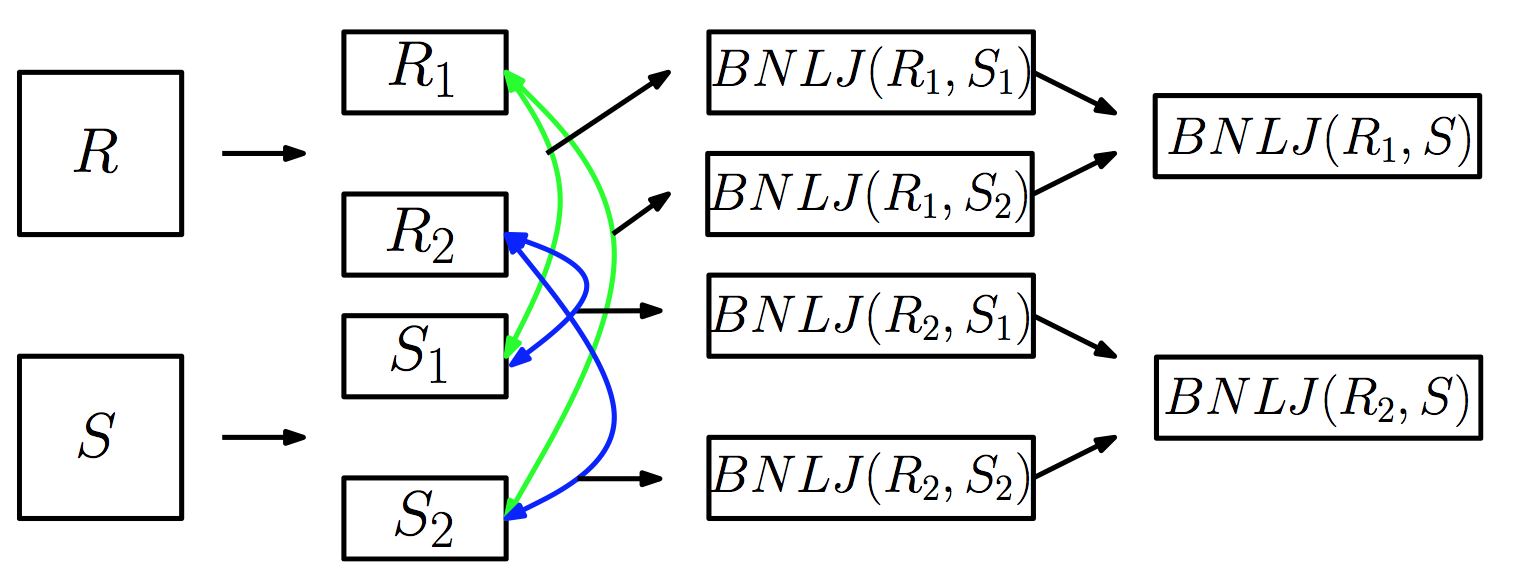 R
S
R₁
R₂
S₁
S₂
BNLJ(R₁, S₁)
BNLJ(R₁, S₂)
BNLJ(R₂, S₁)
BNLJ(R₂, S₂)
BNLJ(R₁, S)
BNLJ(R₂, S)